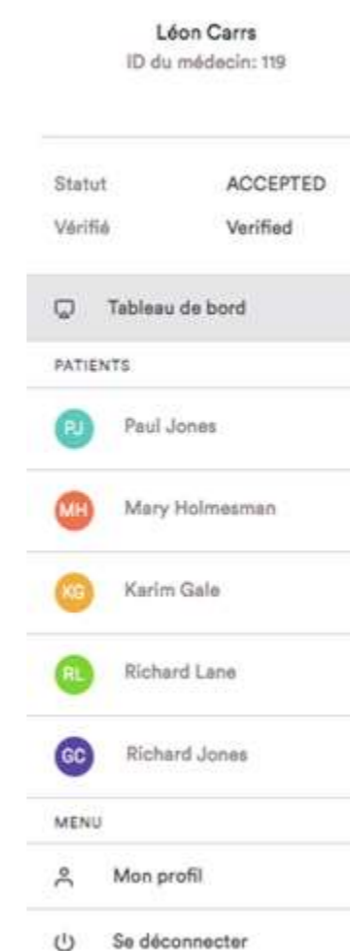 Léon Carrs
ID du médecin: 119
Statut ACCEPTED
Vérifié Verified
Tableau de bord
PATIENTS
PJ Paul Jones
MH Mary Holmesman
KG Karim Gale
RL Richard Lane
GC Richard Jones
MENU
Mon profil
Se déconnecter